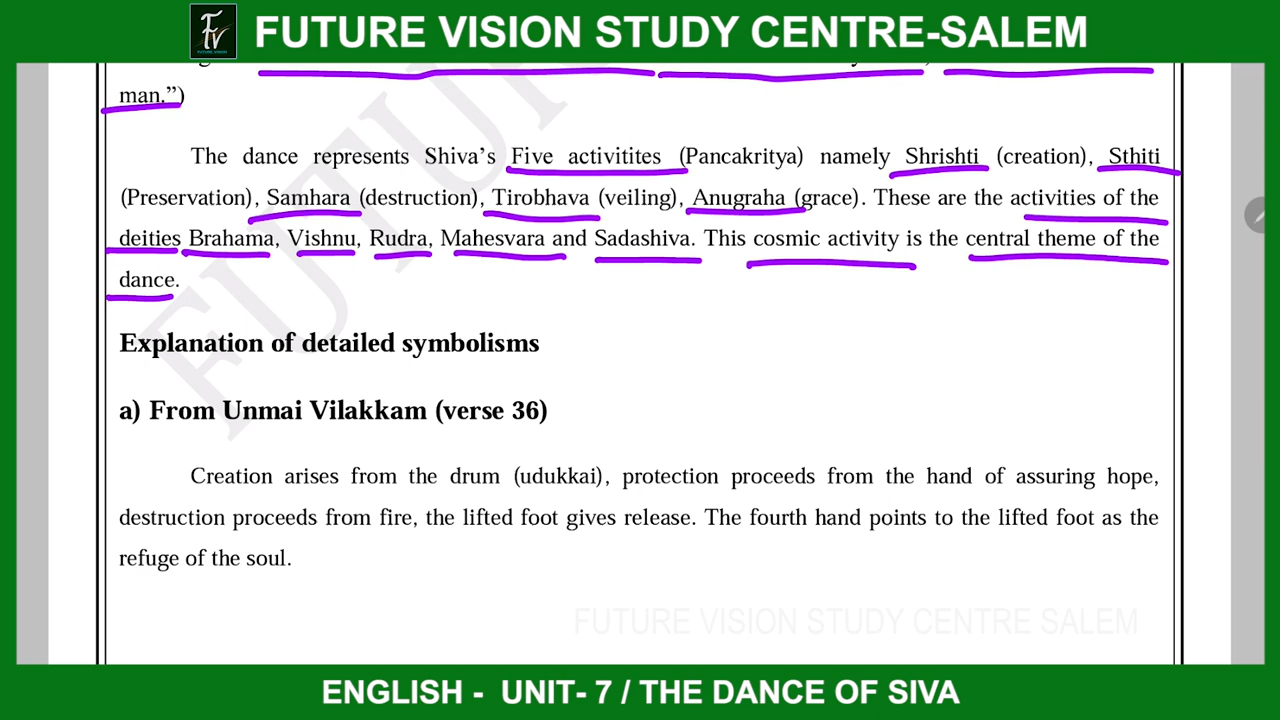 FUTURE VISION STUDY CENTRE-SALEM
Fv
FUTURE VISION
man.”)
The dance represents Shiva’s Five activitites (Pancakritya) namely Shrishti (creation), Sthiti
(Preservation), Samhara (destruction), Tirobhava (veiling), Anugraha (grace). These are the activities of the
deities Brahama, Vishnu, Rudra, Mahesvara and Sadashiva. This cosmic activity is the central theme of the
dance.
Explanation of detailed symbolisms
a) From Unmai Vilakkam (verse 36)
Creation arises from the drum (udukkai), protection proceeds from the hand of assuring hope,
destruction proceeds from fire, the lifted foot gives release. The fourth hand points to the lifted foot as the
refuge of the soul.
FUTURE VISION STUDY CENTRE SALEM
ENGLISH - UNIT- 7 / THE DANCE OF SIVA